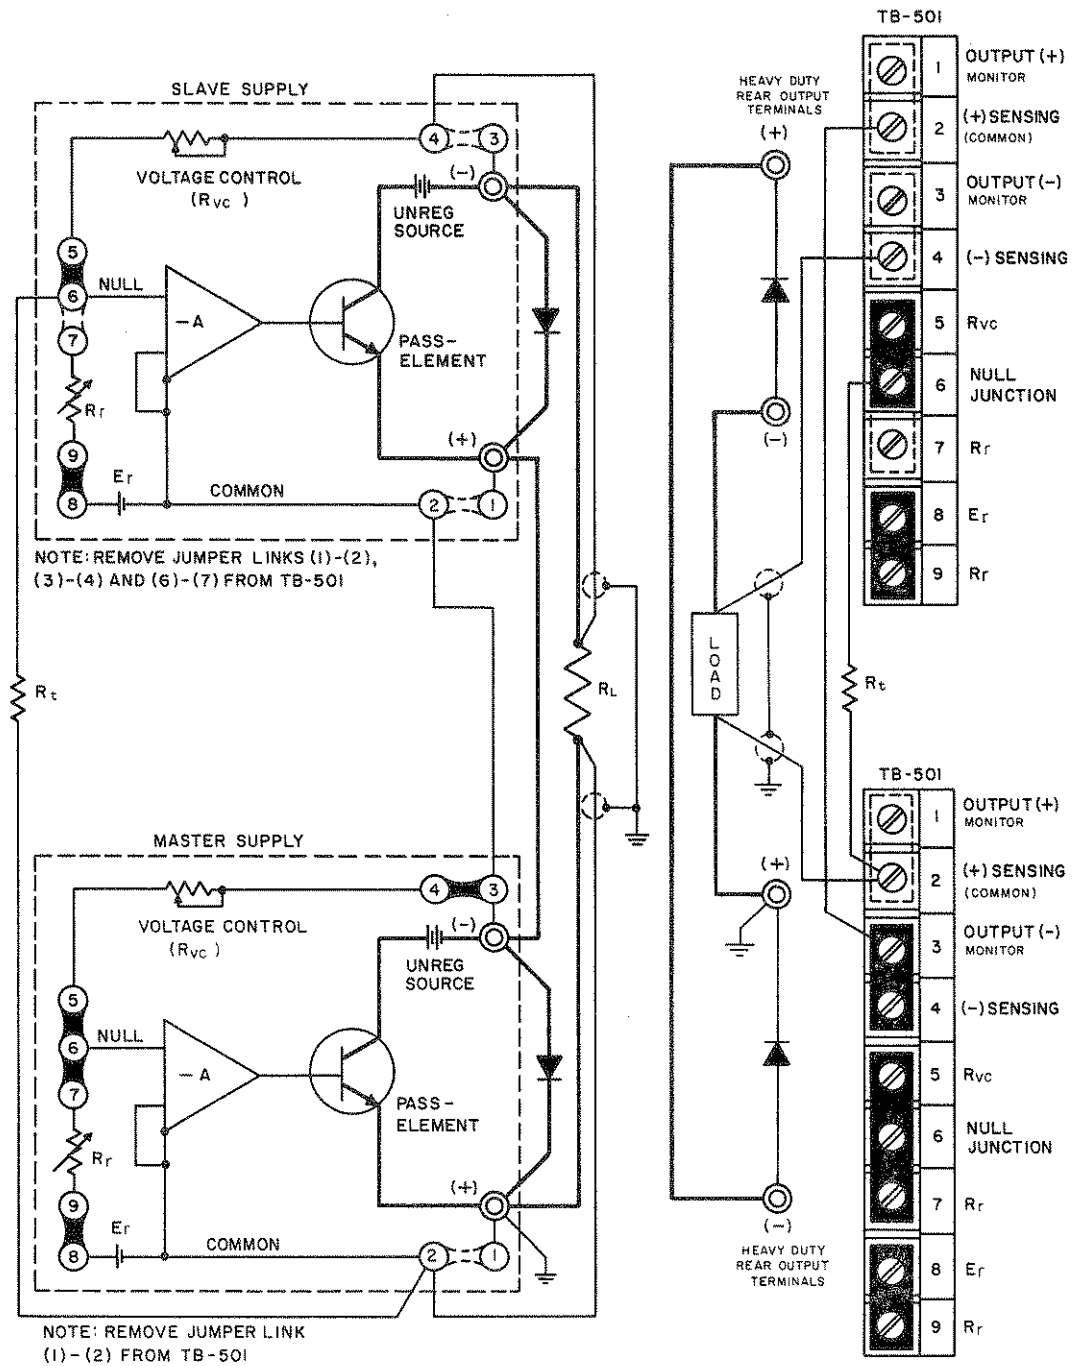 SLAVE SUPPLY
4
3
VOLTAGE CONTROL
(RVC )
(-)
UNREG
SOURCE
5
NULL
6
-A
7
PASS-
ELEMENT
Rr
(+)
9
Er
COMMON
8
2
1
NOTE: REMOVE JUMPER LINKS (1)-(2),
(3)-(4) AND (6)-(7) FROM TB-501
Rt
RL
MASTER SUPPLY
4
3
VOLTAGE CONTROL
(RVC )
(-)
UNREG
SOURCE
5
NULL
6
-A
7
PASS-
ELEMENT
Rr
(+)
9
Er
COMMON
8
2
1
NOTE: REMOVE JUMPER LINK
(1)-(2) FROM TB-501
HEAVY DUTY
REAR OUTPUT
TERMINALS
(+)
(-)
LOAD
Rt
(+)
(-)
HEAVY DUTY
REAR OUTPUT
TERMINALS
TB-501
1 OUTPUT (+)
MONITOR
2 (+) SENSING
(COMMON)
3 OUTPUT (-)
MONITOR
4 (-) SENSING
5 RVC
6 NULL
JUNCTION
7 Rr
8 Er
9 Rr
TB-501
1 OUTPUT (+)
MONITOR
2 (+) SENSING
(COMMON)
3 OUTPUT (-)
MONITOR
4 (-) SENSING
5 RVC
6 NULL
JUNCTION
7 Rr
8 Er
9 Rr